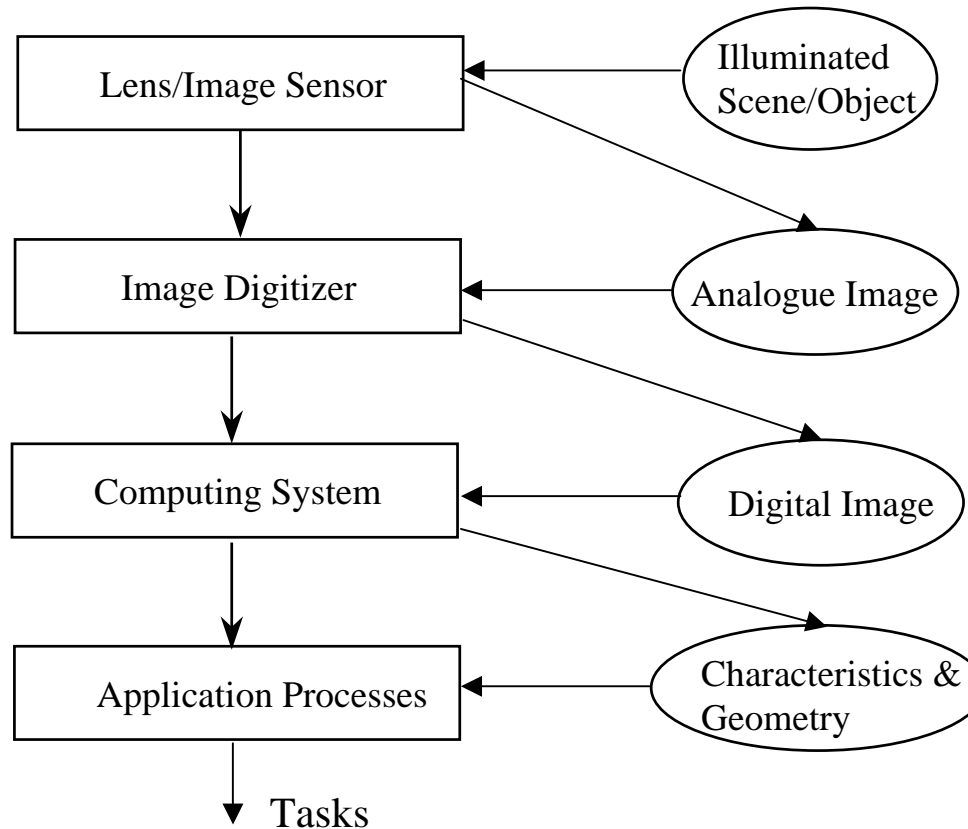 Lens/Image Sensor
Illuminated
Scene/Object
Image Digitizer
Analogue Image
Computing System
Digital Image
Application Processes
Characteristics &
Geometry
Tasks